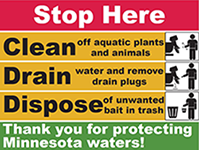 Stop Here
Clean off aquatic plants
and animals
Drain water and remove
drain plugs
Dispose of unwanted
bait in trash
Thank you for protecting
Minnesota waters!